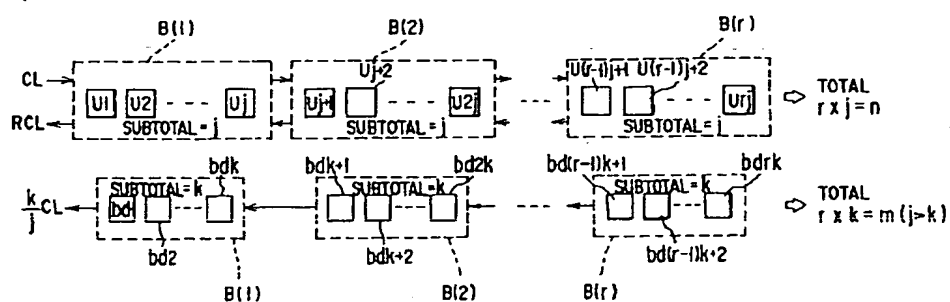 B(1) B(2) B(r)
CL Uj+2 U(r-1)j+1 U(r-1)j+2
U1 U2 --- Uj Uj+1 --- U2j --- --- Urj TOTAL
RCL SUBTOTAL=j SUBTOTAL=j SUBTOTAL=j r x j=n
bdk bdk+1 bd2k bd(r-1)k+1 bdrk
SUBTOTAL=k SUBTOTAL=k SUBTOTAL=k
k/j CL bd1 --- --- --- --- TOTAL
r x k=m(j>k)
bd2 bdk+2 bd(r-1)k+2
B(1) B(2) B(r)